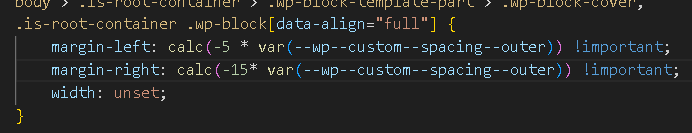 body > .is-root-container > .wp-block-template-part > .wp-block-cover,
.is-root-container .wp-block[data-align="full"] {
margin-left: calc(-5 * var(--wp--custom--spacing--outer)) !important;
margin-right: calc(-15* var(--wp--custom--spacing--outer)) !important;
width: unset;
}